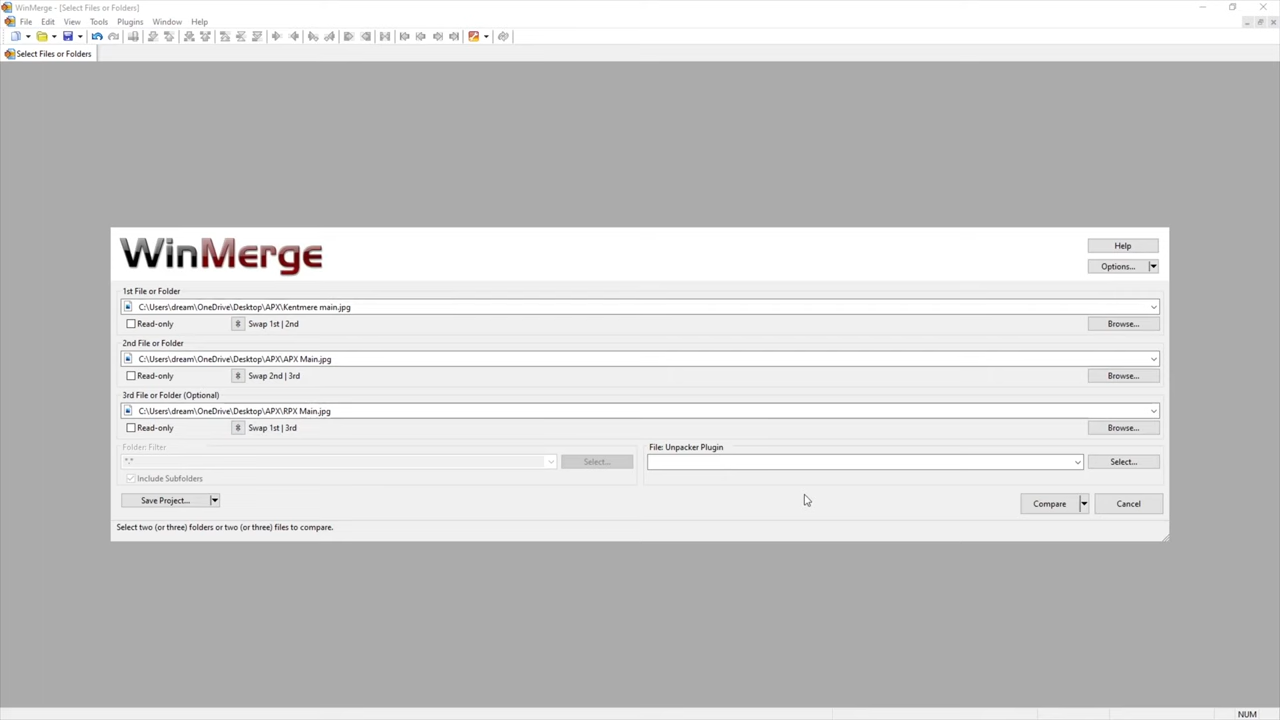 WinMerge - [Select Files or Folders]
File Edit View Tools Plugins Window Help
Select Files or Folders
WinMerge
Help
Options...
1st File or Folder
C:\Users\dream\OneDrive\Desktop\APX\Kentmere main.jpg
Read-only Swap 1st | 2nd Browse...
2nd File or Folder
C:\Users\dream\OneDrive\Desktop\APX\APX Main.jpg
Read-only Swap 2nd | 3rd Browse...
3rd File or Folder (Optional)
C:\Users\dream\OneDrive\Desktop\APX\RPX Main.jpg
Read-only Swap 1st | 3rd Browse...
Folder: Filter File: Unpacker Plugin
*.* Select... Select...
Include Subfolders
Save Project... Compare Cancel
Select two (or three) folders or two (or three) files to compare.
NUM